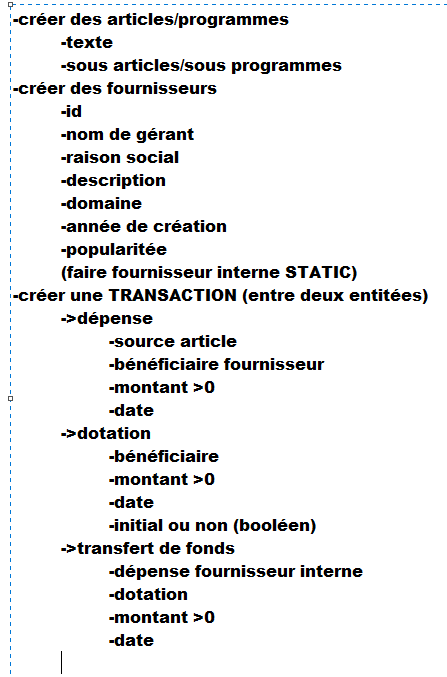 -créer des articles/programmes
-texte
-sous articles/sous programmes
-créer des fournisseurs
-id
-nom de gérant
-raison social
-description
-domaine
-année de création
-popularitée
(faire fournisseur interne STATIC)
-créer une TRANSACTION (entre deux entitées)
->dépense
-source article
-bénéficiaire fournisseur
-montant >0
-date
->dotation
-bénéficiaire
-montant >0
-date
-initial ou non (booléen)
->transfert de fonds
-dépense fournisseur interne
-dotation
-montant >0
-date